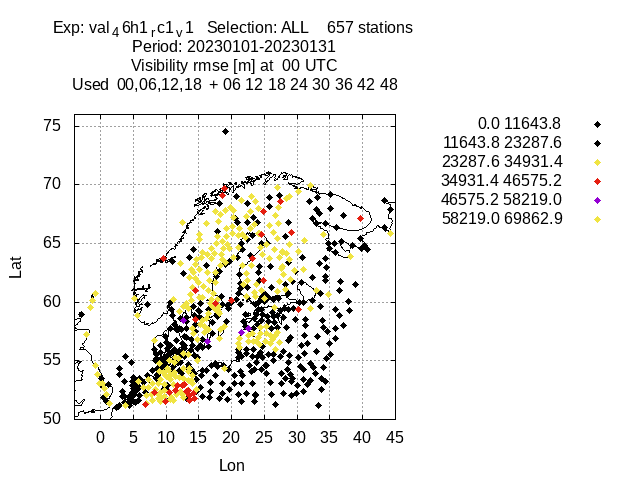 Exp: val46h1rc1v1 Selection: ALL 657 stations
Period: 20230101-20230131
Visibility rmse [m] at 00 UTC
Used 00,06,12,18 + 06 12 18 24 30 36 42 48
0.0 11643.8
11643.8 23287.6
23287.6 34931.4
34931.4 46575.2
46575.2 58219.0
58219.0 69862.9
75
70
65
60
55
50
Lat
0 5 10 15 20 25 30 35 40 45
Lon